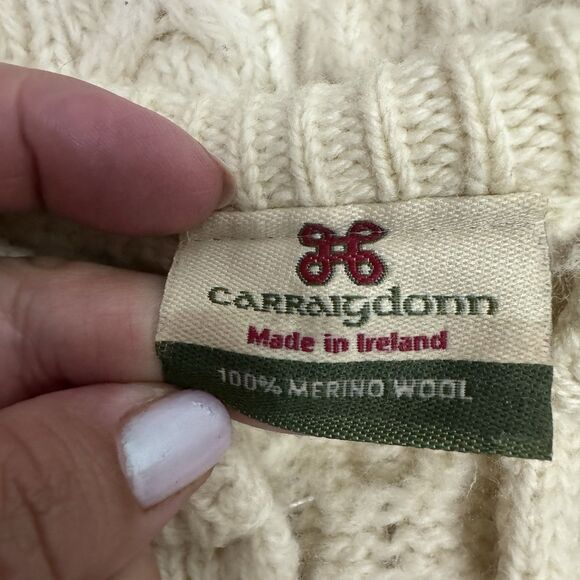 carraigdonn
Made in Ireland
100% MERINO WOOL